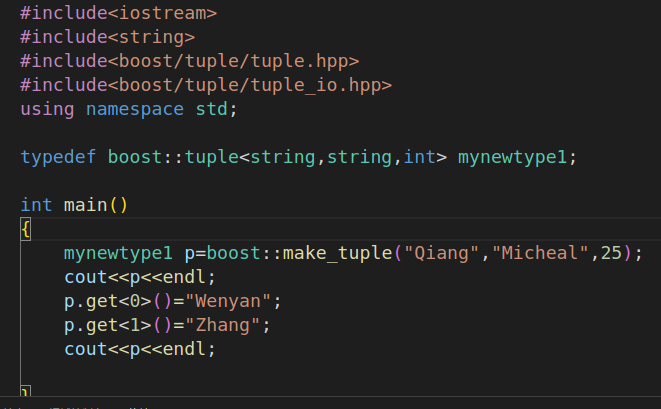 #include<iostream>
#include<string>
#include<boost/tuple/tuple.hpp>
#include<boost/tuple/tuple_io.hpp>
using namespace std;
typedef boost::tuple<string,string,int> mynewtype1;
int main()
{
mynewtype1 p=boost::make_tuple("Qiang","Micheal",25);
cout<<p<<endl;
p.get<0>()="Wenyan";
p.get<1>()="Zhang";
cout<<p<<endl;
}